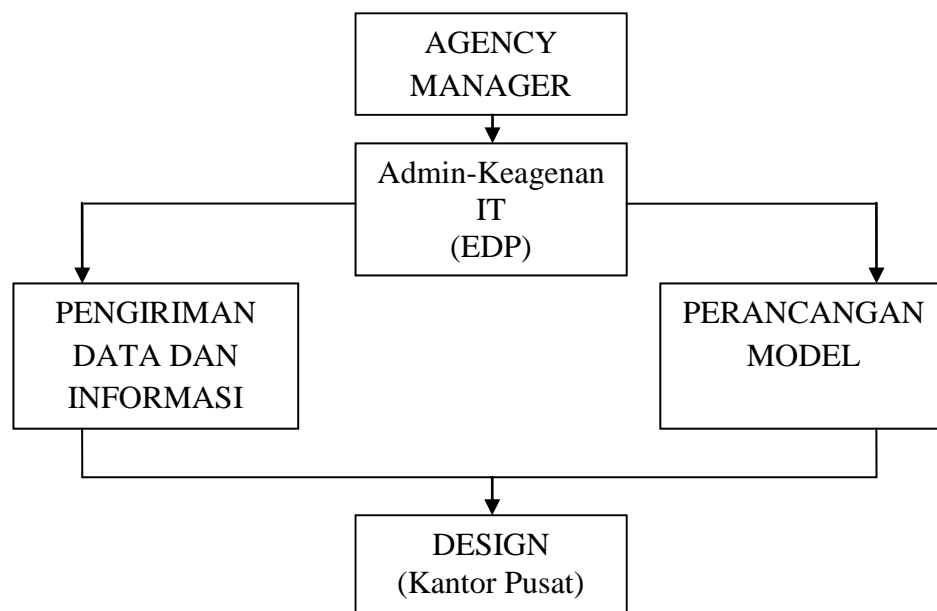 AGENCY
MANAGER
Admin-Keagenan
IT
(EDP)
PENGIRIMAN
DATA DAN
INFORMASI
PERANCANGAN
MODEL
DESIGN
(Kantor Pusat)